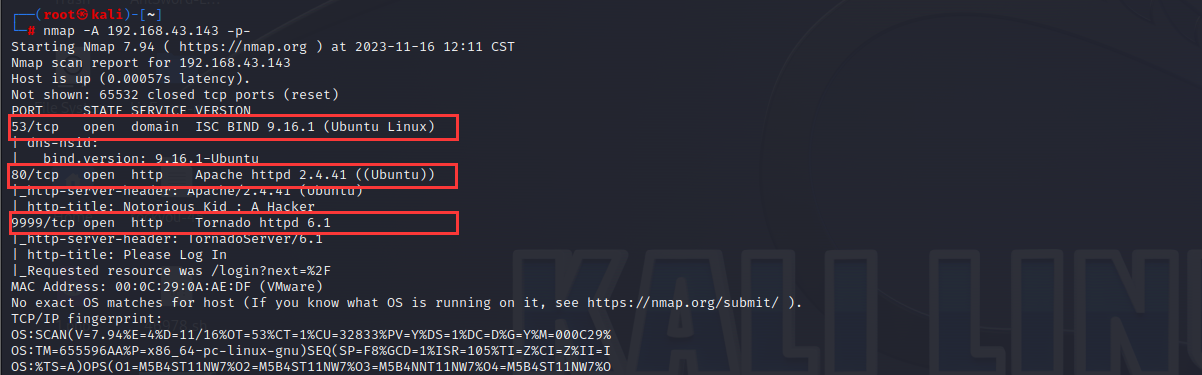 ┌──(root㉿kali)-[~]
└─# nmap -A 192.168.43.143 -p-
Starting Nmap 7.94 ( https://nmap.org ) at 2023-11-16 12:11 CST
Nmap scan report for 192.168.43.143
Host is up (0.00057s latency).
Not shown: 65532 closed tcp ports (reset)
PORT     STATE SERVICE VERSION
53/tcp   open  domain  ISC BIND 9.16.1 (Ubuntu Linux)
| dns-nsid:
|   bind.version: 9.16.1-Ubuntu
80/tcp   open  http    Apache httpd 2.4.41 ((Ubuntu))
|_http-server-header: Apache/2.4.41 (Ubuntu)
| http-title: Notorious Kid : A Hacker
9999/tcp open  http    Tornado httpd 6.1
|_http-server-header: TornadoServer/6.1
| http-title: Please Log In
|_Requested resource was /login?next=%2F
MAC Address: 00:0C:29:0A:AE:DF (VMware)
No exact OS matches for host (If you know what OS is running on it, see https://nmap.org/submit/ ).
TCP/IP fingerprint:
OS:SCAN(V=7.94%E=4%D=11/16%OT=53%CT=1%CU=32833%PV=Y%DS=1%DC=D%G=Y%M=000C29%
OS:TM=655596AA%P=x86_64-pc-linux-gnu)SEQ(SP=F8%GCD=1%ISR=105%TI=Z%CI=Z%II=I
OS:%TS=A)OPS(O1=M5B4ST11NW7%O2=M5B4ST11NW7%O3=M5B4NNT11NW7%O4=M5B4ST11NW7%O
KALI LIN